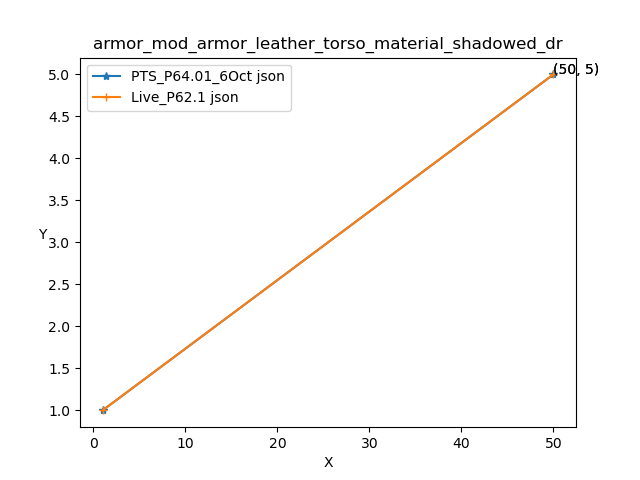 armor_mod_armor_leather_torso_material_shadowed_dr
PTS_P64.01_6Oct json
Live_P62.1 json
(50, 5)
5.0
4.5
4.0
3.5
3.0
2.5
2.0
1.5
1.0
Y
0 10 20 30 40 50
X